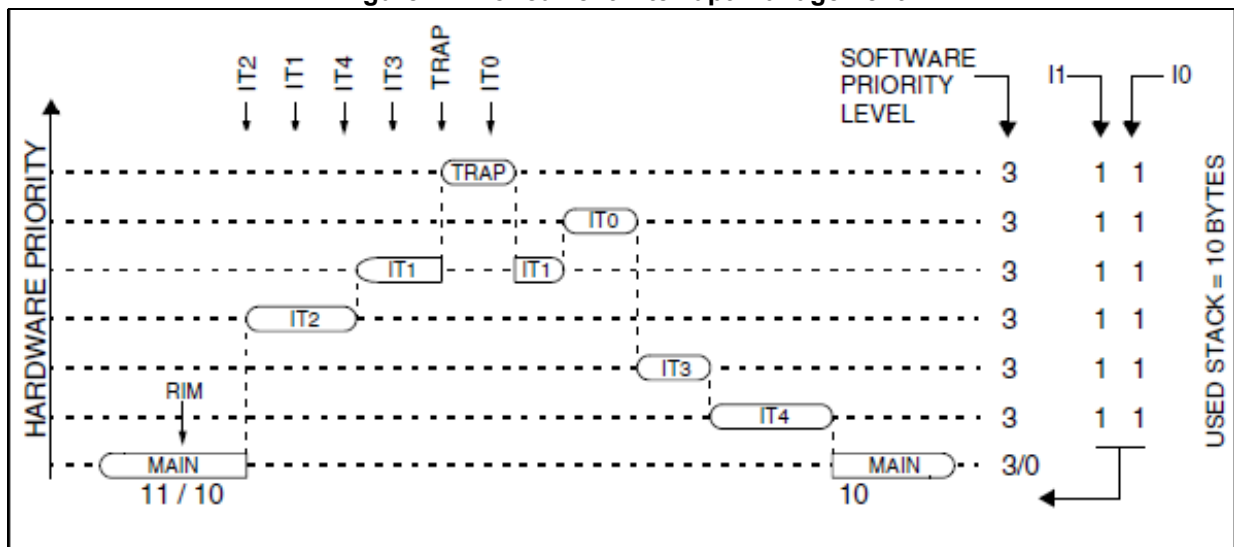 IT2
IT1
IT4
IT3
TRAP
IT0
SOFTWARE
PRIORITY
LEVEL
I1
I0
HARDWARE PRIORITY
TRAP
3
1 1
IT0
3
1 1
IT1
IT1
3
1 1
IT2
3
1 1
IT3
3
1 1
RIM
IT4
3
1 1
MAIN
MAIN
3/0
11 / 10
10
USED STACK = 10 BYTES